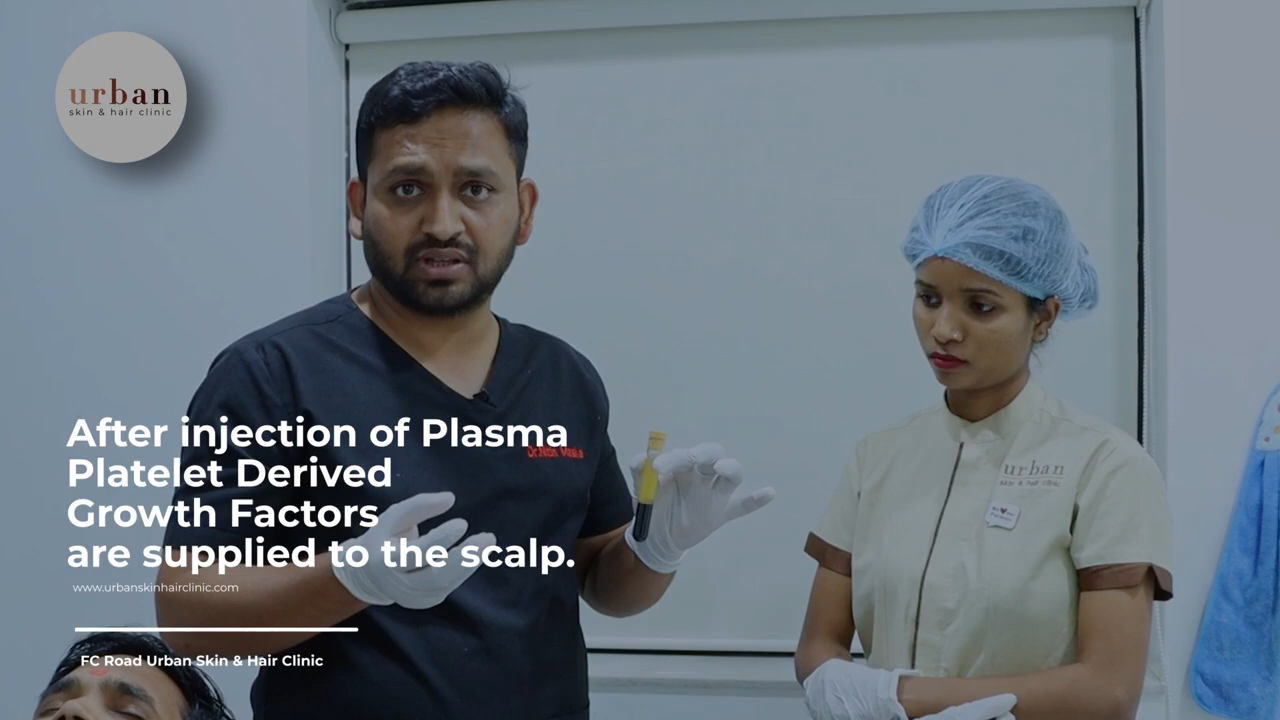 urban
skin & hair clinic
After injection of Plasma
Platelet Derived
Growth Factors
are supplied to the scalp.
www.urbanskinhairclinic.com
FC Road Urban Skin & Hair Clinic
urban
skin & hair clinic